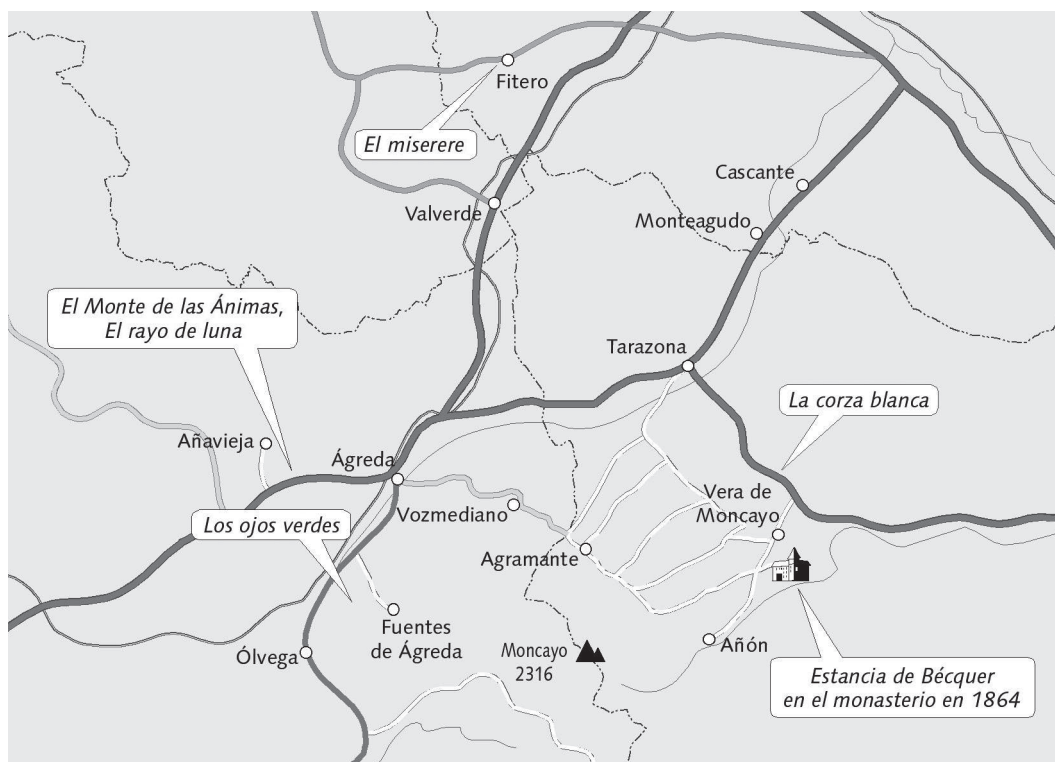 Fitero
El miserere
Cascante
Valverde
Monteagudo
El Monte de las Ánimas,
El rayo de luna
Tarazona
La corza blanca
Añavieja
Ágreda
Vozmediano
Vera de
Moncayo
Los ojos verdes
Agramante
Fuentes
de Ágreda
Añón
Ólvega
Moncayo
2316
Estancia de Bécquer
en el monasterio en 1864